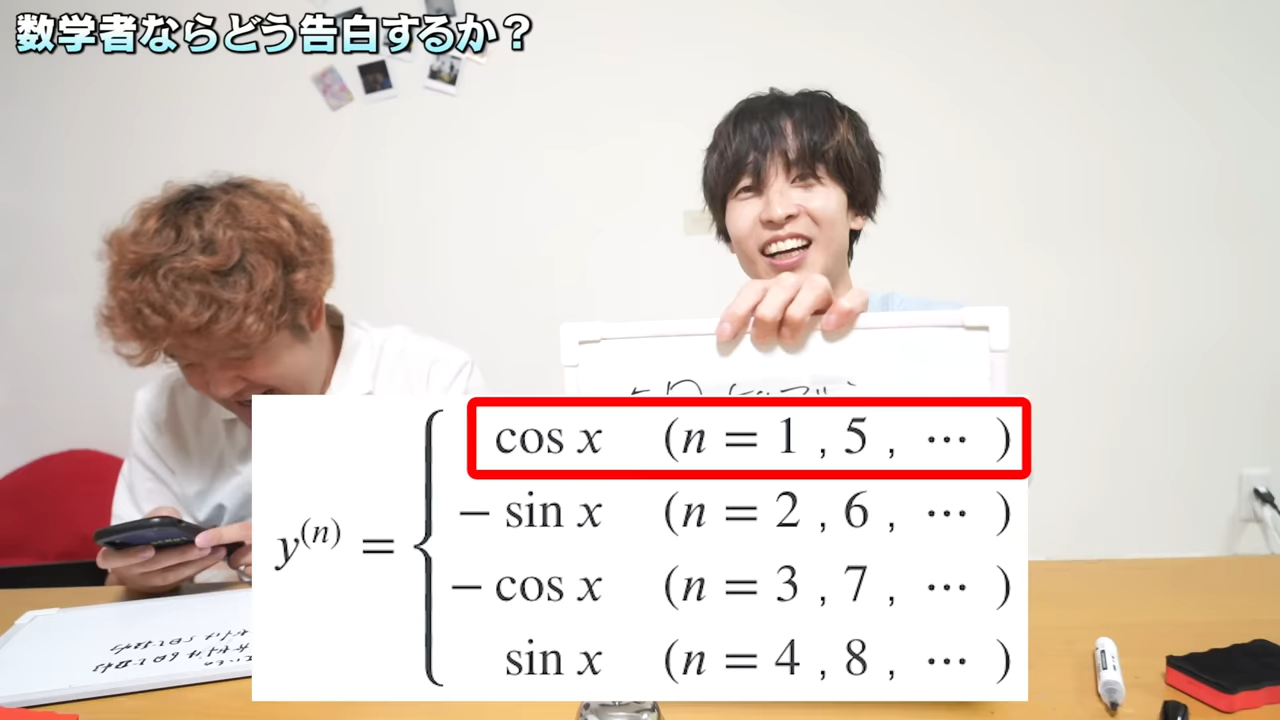 数学者ならどう告白するか？
cos x (n = 1 , 5 , ⋯ )
− sin x (n = 2 , 6 , ⋯ )
y⁽ⁿ⁾ =
− cos x (n = 3 , 7 , ⋯ )
sin x (n = 4 , 8 , ⋯ )